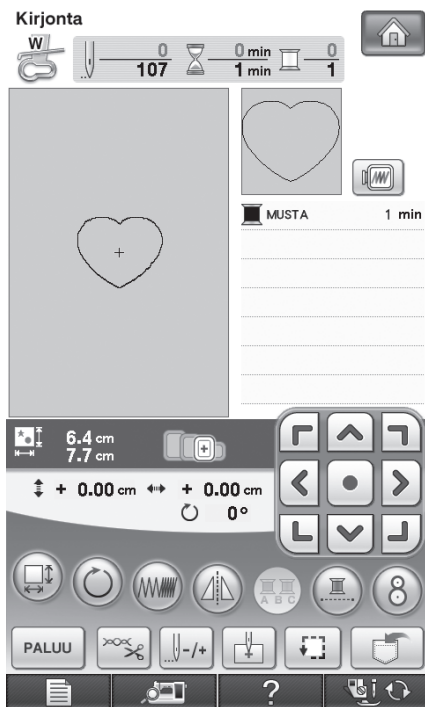 Kirjonta
W
0 0 min 0
107 1 min 1
MUSTA 1 min
6.4 cm
7.7 cm
+ 0.00 cm + 0.00 cm
0°
A B C
8
PALUU -/+
?